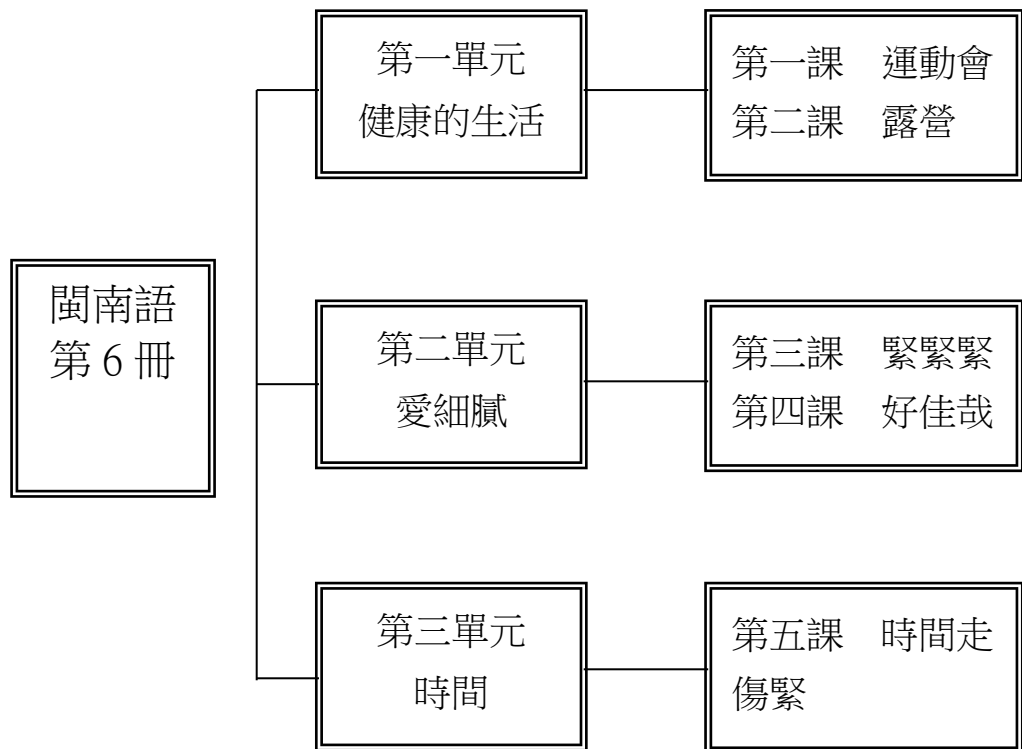 閩南語
第6冊
第一單元
健康的生活
第一課　運動會
第二課　露營
第二單元
愛細膩
第三課　緊緊緊
第四課　好佳哉
第三單元
時間
第五課　時間走
傷緊